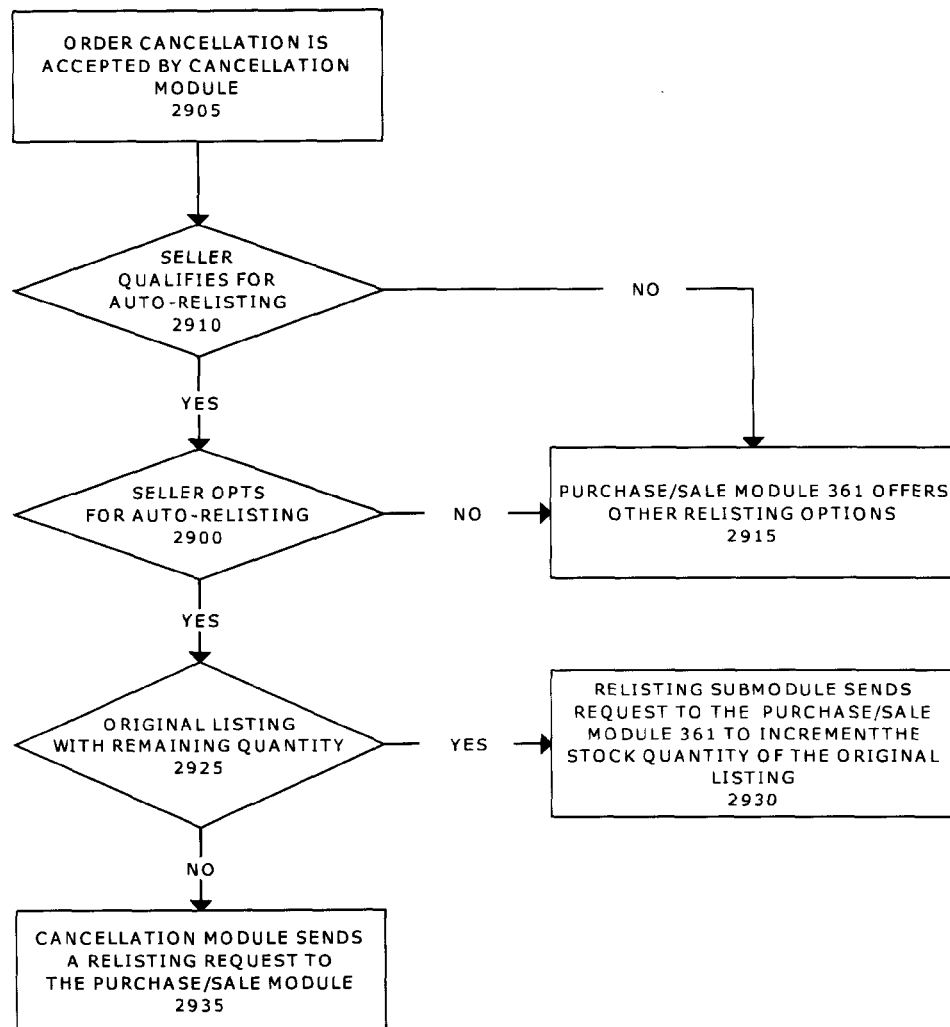 ORDER CANCELLATION IS
ACCEPTED BY CANCELLATION
MODULE
2905
SELLER
QUALIFIES FOR
AUTO-RELISTING
2910
NO
YES
SELLER OPTS
FOR AUTO-RELISTING
2900
NO
PURCHASE/SALE MODULE 361 OFFERS
OTHER RELISTING OPTIONS
2915
YES
ORIGINAL LISTING
WITH REMAINING QUANTITY
2925
YES
RELISTING SUBMODULE SENDS
REQUEST TO THE PURCHASE/SALE
MODULE 361 TO INCREMENTTHE
STOCK QUANTITY OF THE ORIGINAL
LISTING
2930
NO
CANCELLATION MODULE SENDS
A RELISTING REQUEST TO
THE PURCHASE/SALE MODULE
2935